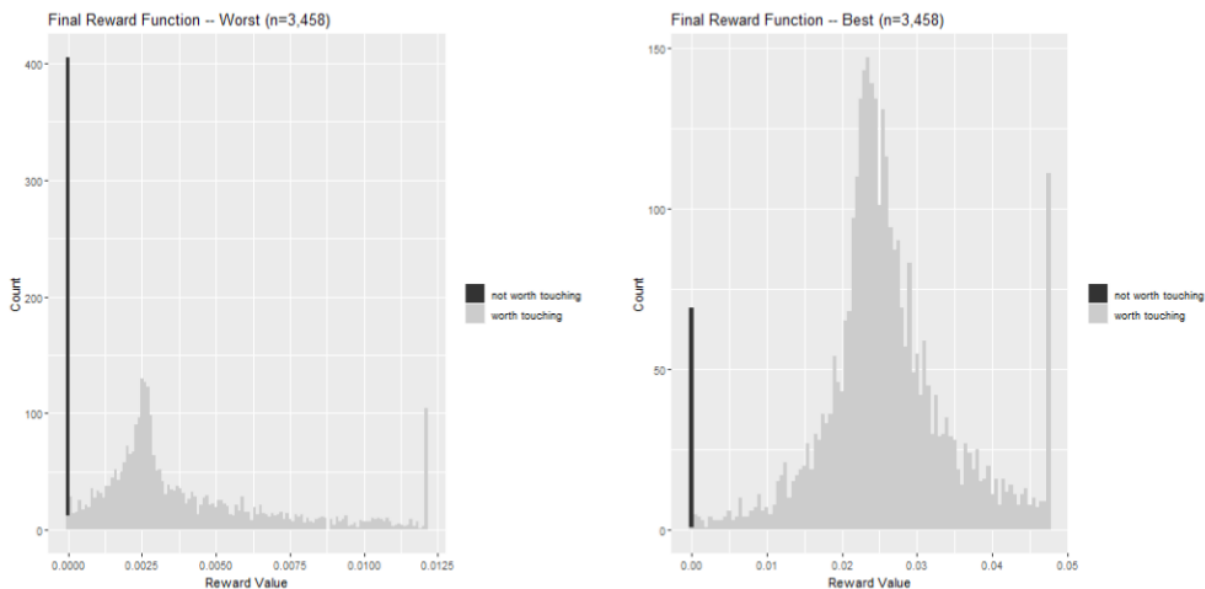 Final Reward Function -- Worst (n=3,458)
400
300
200
100
0
Count
0.0000 0.0025 0.0050 0.0075 0.0100 0.0125
Reward Value
not worth touching
worth touching
Final Reward Function -- Best (n=3,458)
150
100
50
0
Count
0.00 0.01 0.02 0.03 0.04 0.05
Reward Value
not worth touching
worth touching